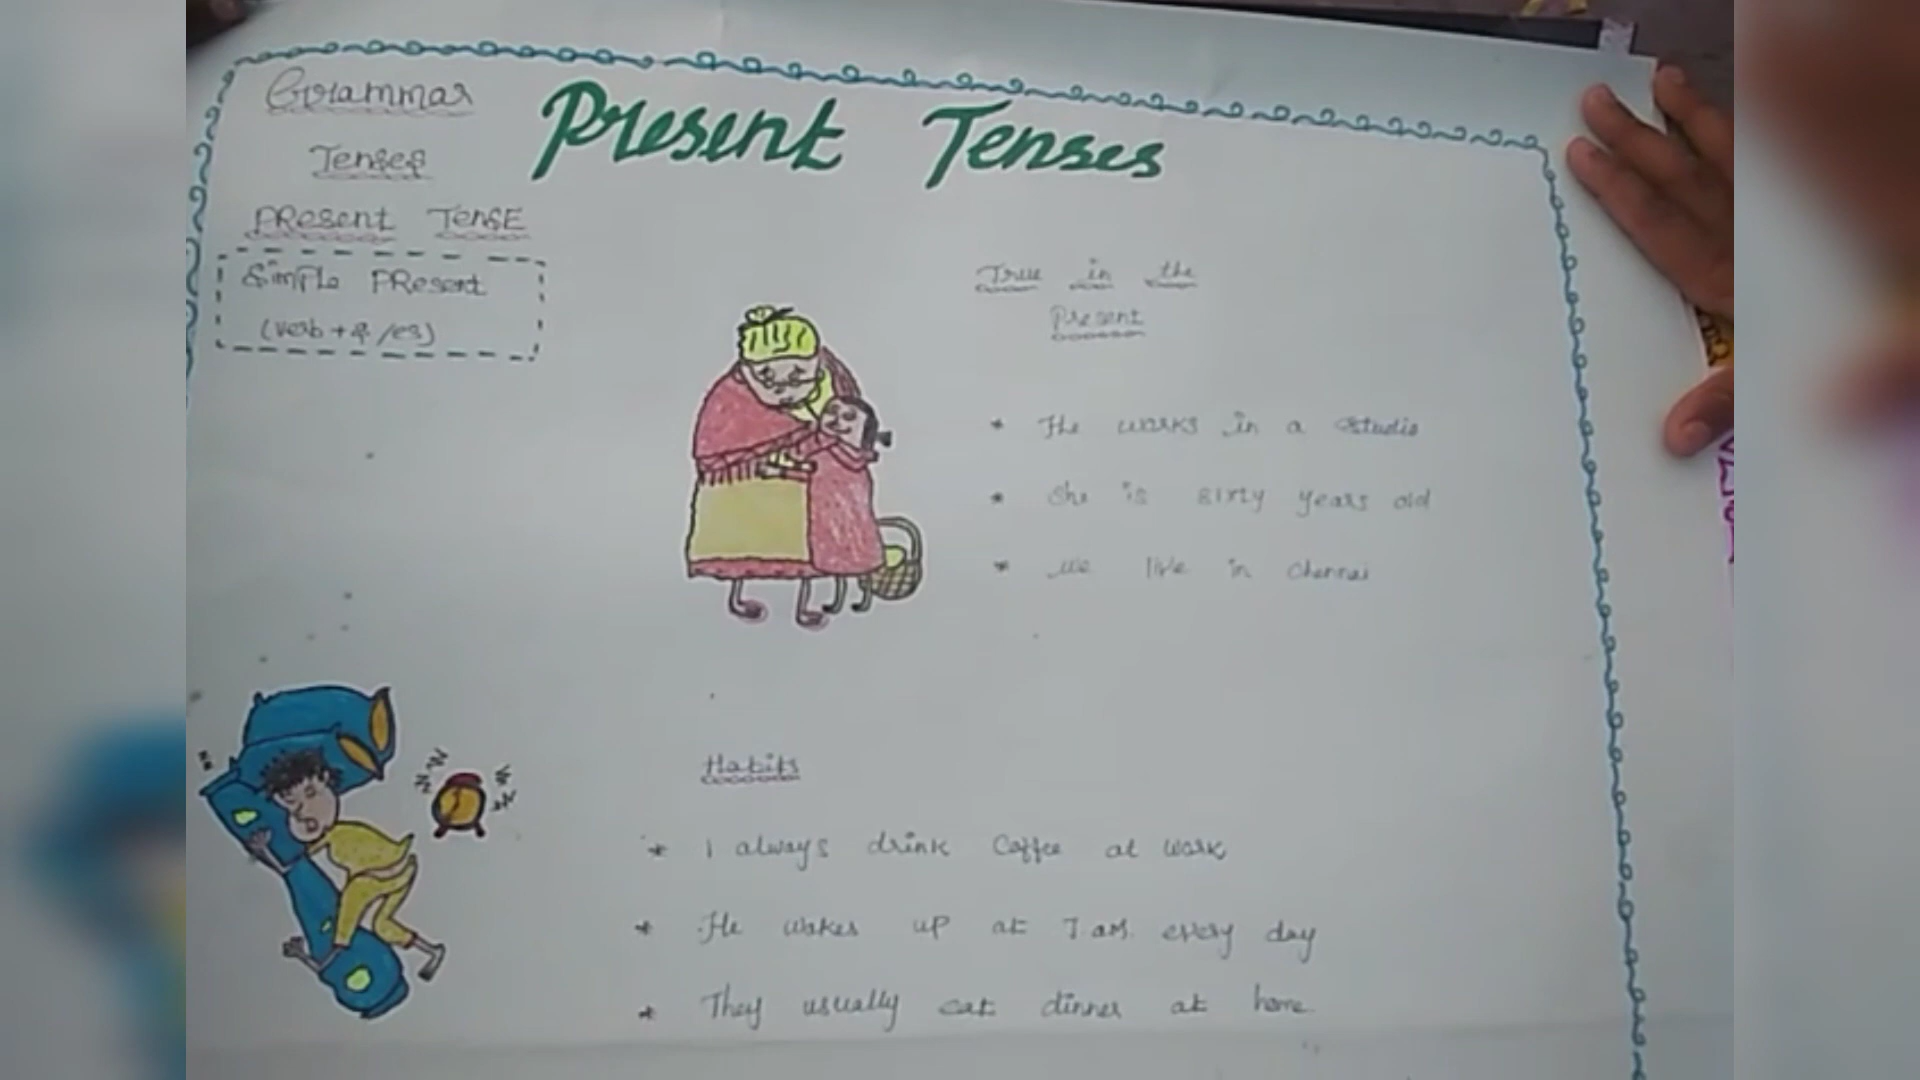 Grammar
Tenses
PResent TensE
Simple PResent
(verb + s /es)
Present Tenses
True in the
Present
* He works in a studio
* She is sixty years old
* We live in Chennai
Habits
* I always drink Coffee at work
* He wakes up at 7 am every day
* They usually eat dinner at home.